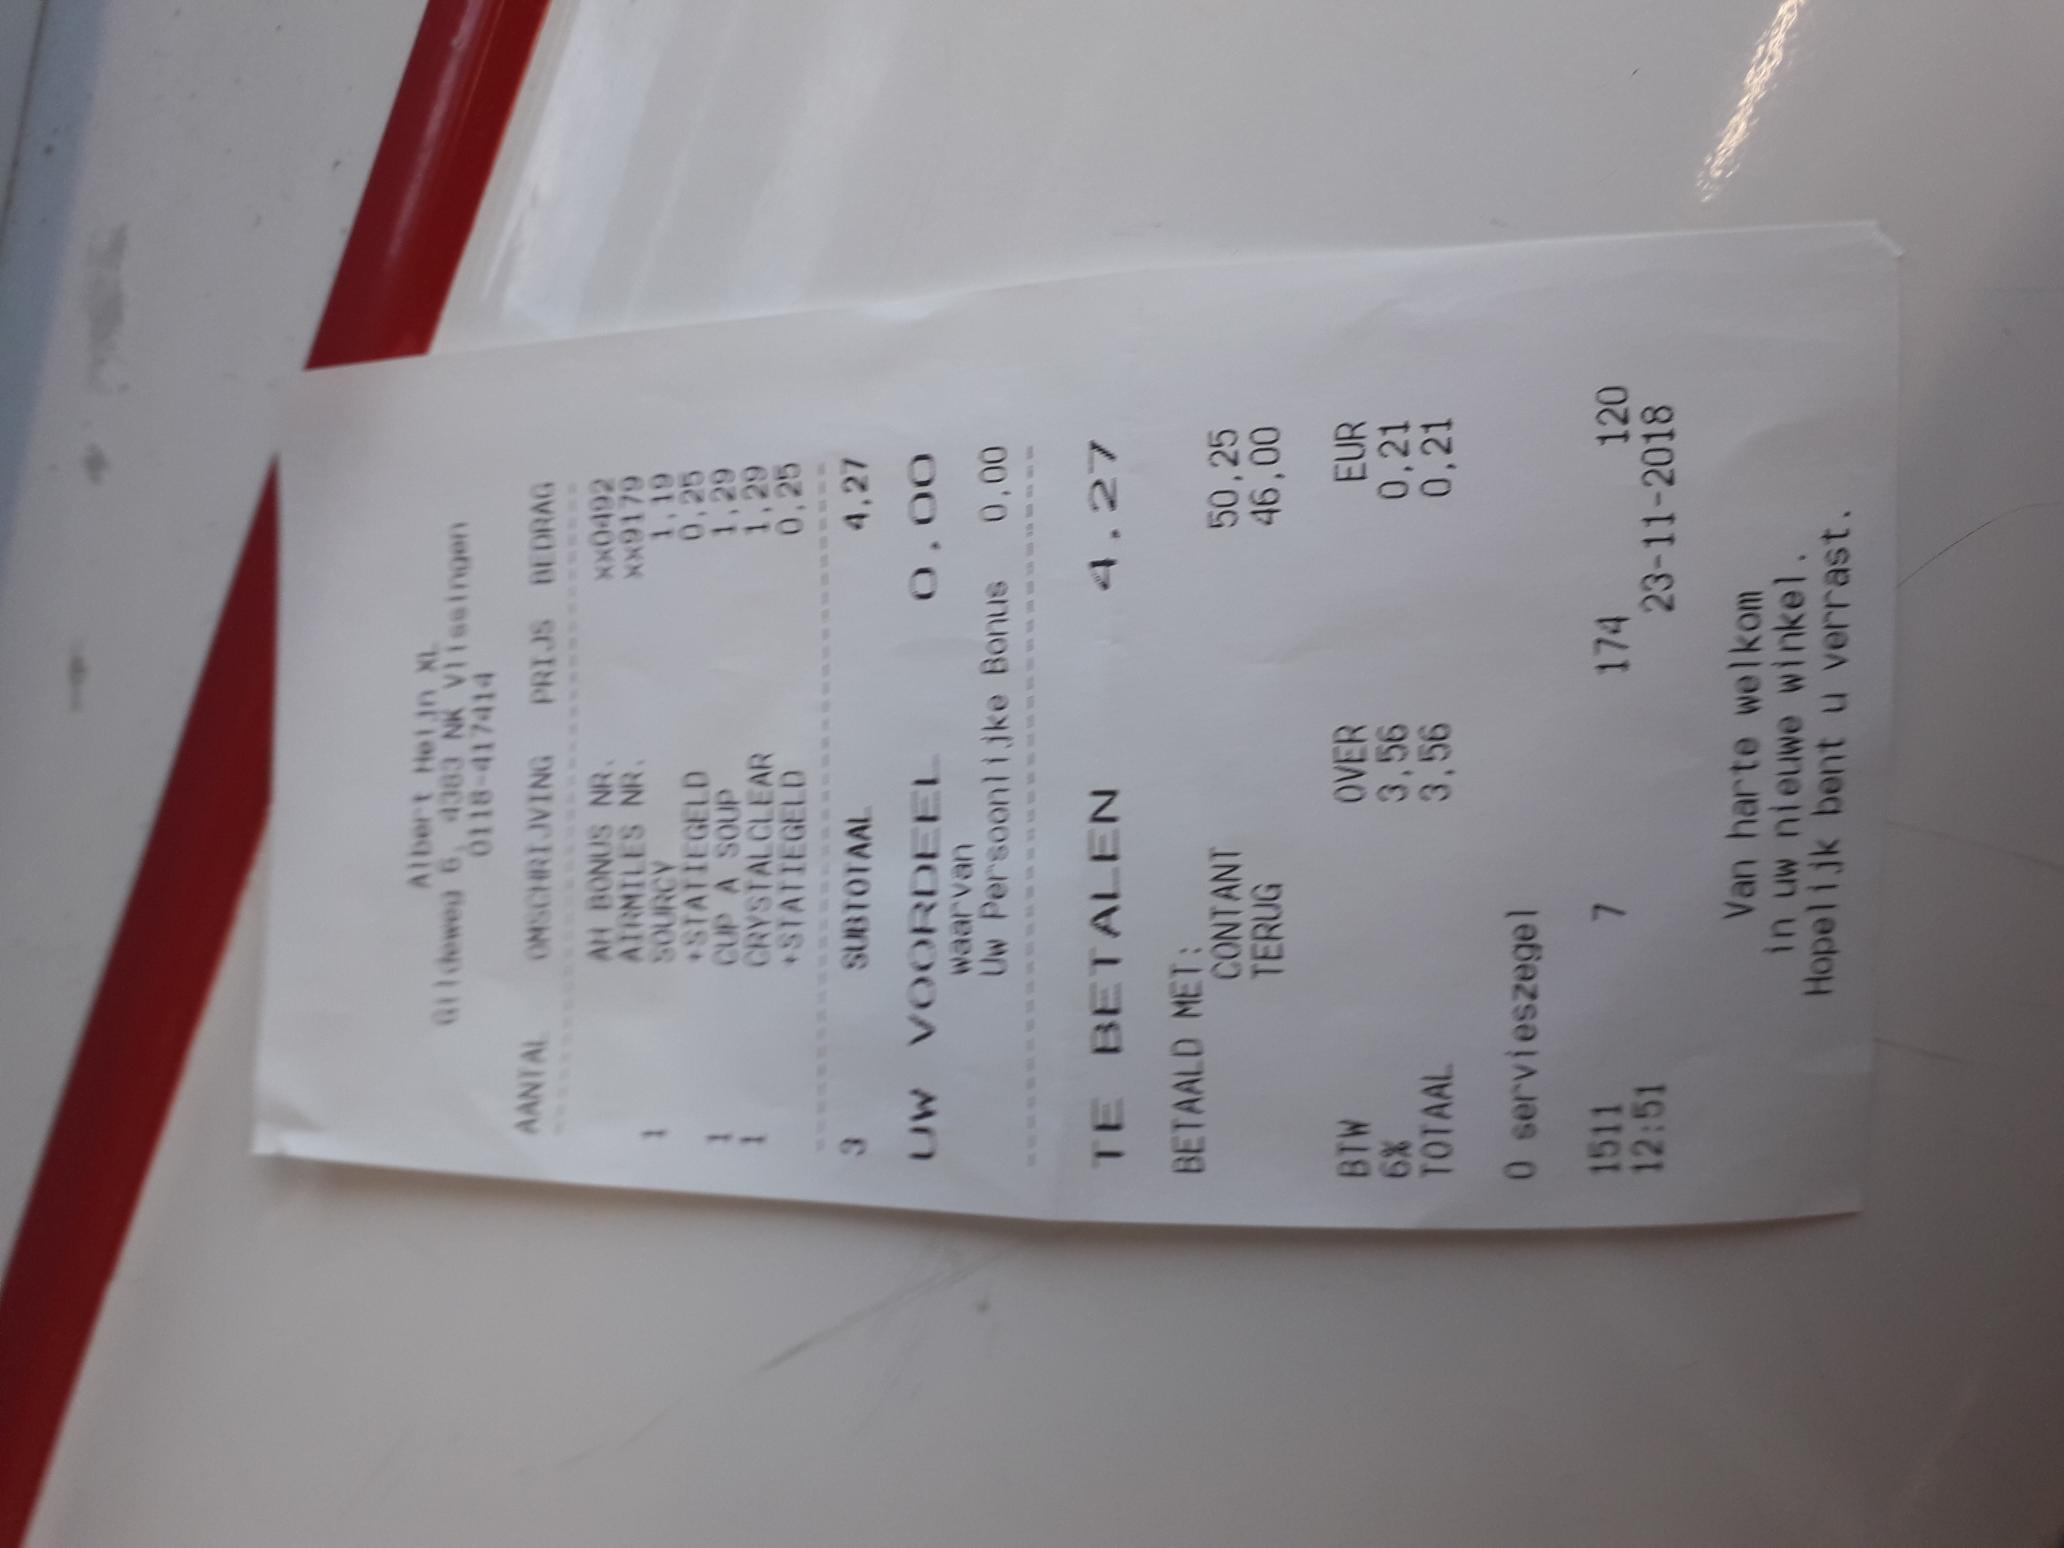 Albert Heijn XL
Gildeweg 6, 4383 NK Vlissingen
0118-417414
AANTAL OMSCHRIJVING PRIJS BEDRAG
AH BONUS NR. xx0492
AIRMILES NR. xx9179
1 SOURCY 1,19
+STATIEGELD 0,25
1 CUP A SOUP 1,29
1 CRYSTALCLEAR 1,29
+STATIEGELD 0,25
3 SUBTOTAAL 4,27
UW VOORDEEL 0,00
waarvan
Uw Persoonlijke Bonus 0,00
TE BETALEN 4,27
BETAALD MET:
CONTANT 50,25
TERUG 46,00
BTW OVER EUR
6% 3,56 0,21
TOTAAL 3,56 0,21
0 servieszegel
1511 7 174 120
12:51 23-11-2018
Van harte welkom
in uw nieuwe winkel.
Hopelijk bent u verrast.